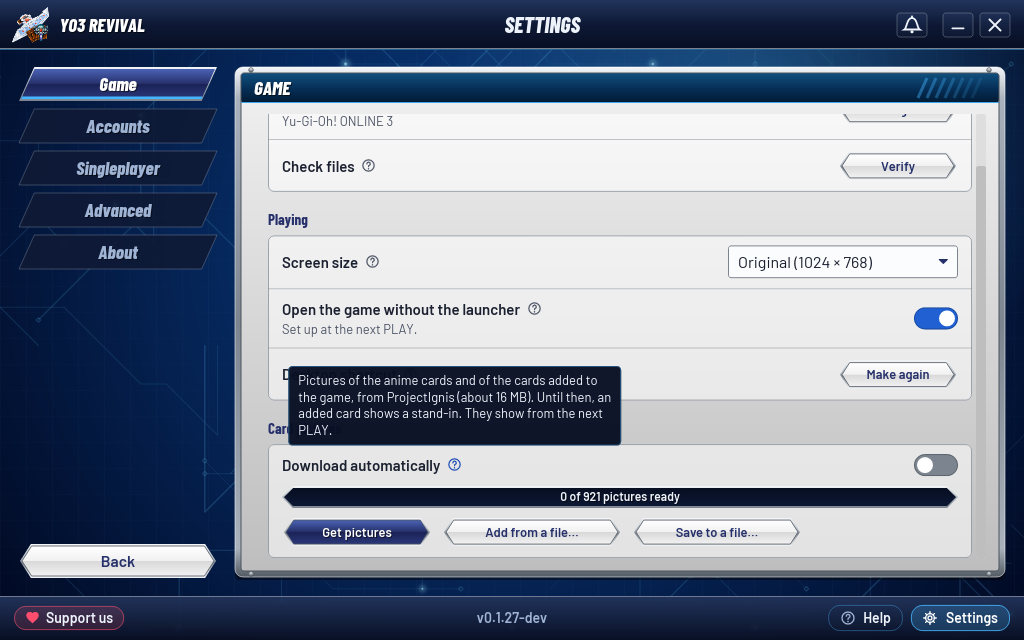 YO3 REVIVAL
SETTINGS
Game
Accounts
Singleplayer
Advanced
About
Back
GAME
Yu-Gi-Oh! ONLINE 3
Check files
Verify
Playing
Screen size
Original (1024 × 768)
Open the game without the launcher
Set up at the next PLAY.
Make again
Pictures of the anime cards and of the cards added to
the game, from ProjectIgnis (about 16 MB). Until then, an
added card shows a stand-in. They show from the next
PLAY.
Download automatically
0 of 921 pictures ready
Get pictures
Add from a file...
Save to a file...
Support us
v0.1.27-dev
Help
Settings